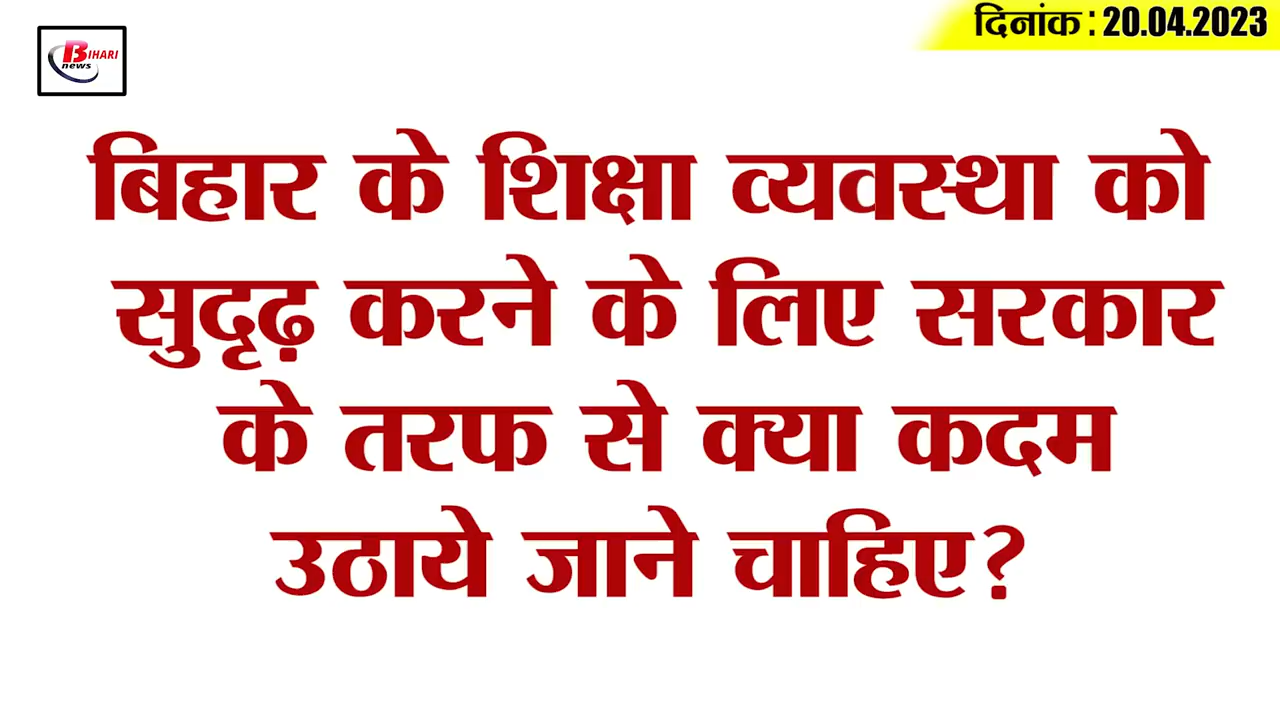 BIHARI
news
दिनांक : 20.04.2023
बिहार के शिक्षा व्यवस्था को
सुदृढ़ करने के लिए सरकार
के तरफ से क्या कदम
उठाये जाने चाहिए?